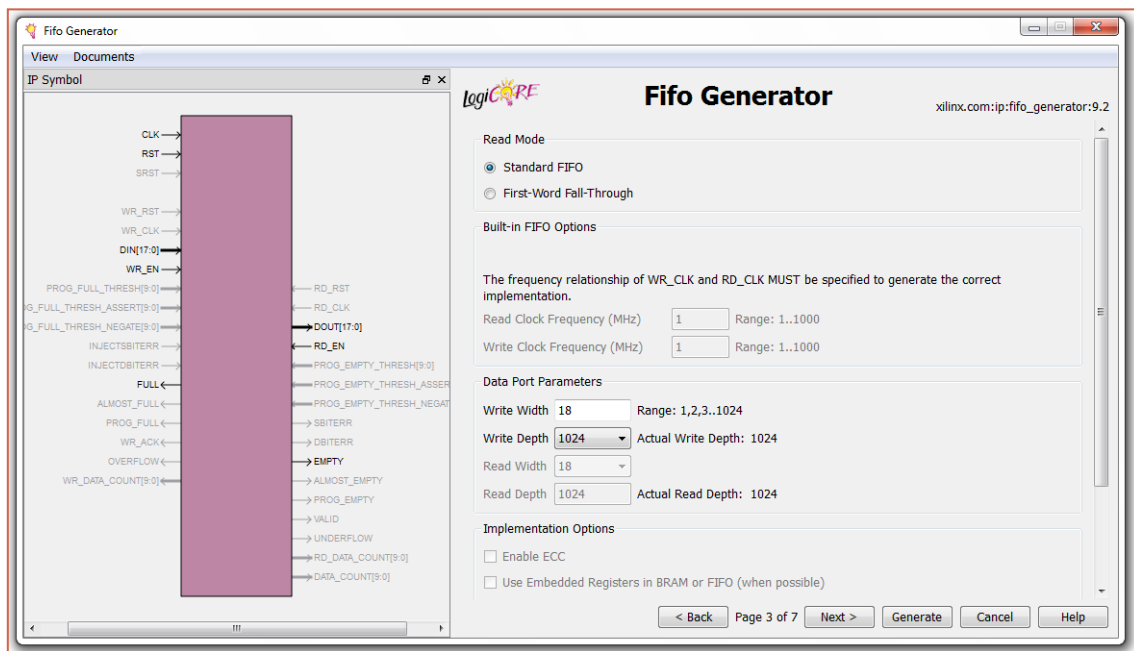 Fifo Generator
View Documents
IP Symbol
CLK
RST
SRST
WR_RST
WR_CLK
DIN[17:0]
WR_EN
PROG_FULL_THRESH[9:0]
G_FULL_THRESH_ASSERT[9:0]
G_FULL_THRESH_NEGATE[9:0]
INJECTSBITERR
INJECTDBITERR
FULL
ALMOST_FULL
PROG_FULL
WR_ACK
OVERFLOW
WR_DATA_COUNT[9:0]
RD_RST
RD_CLK
DOUT[17:0]
RD_EN
PROG_EMPTY_THRESH[9:0]
PROG_EMPTY_THRESH_ASSER
PROG_EMPTY_THRESH_NEGAT
SBITERR
DBITERR
EMPTY
ALMOST_EMPTY
PROG_EMPTY
VALID
UNDERFLOW
RD_DATA_COUNT[9:0]
DATA_COUNT[9:0]
LogiCORE
Fifo Generator
xilinx.com:ip:fifo_generator:9.2
Read Mode
Standard FIFO
First-Word Fall-Through
Built-in FIFO Options
The frequency relationship of WR_CLK and RD_CLK MUST be specified to generate the correct
implementation.
Read Clock Frequency (MHz) 1 Range: 1..1000
Write Clock Frequency (MHz) 1 Range: 1..1000
Data Port Parameters
Write Width 18 Range: 1,2,3..1024
Write Depth 1024 Actual Write Depth: 1024
Read Width 18
Read Depth 1024 Actual Read Depth: 1024
Implementation Options
Enable ECC
Use Embedded Registers in BRAM or FIFO (when possible)
< Back Page 3 of 7 Next > Generate Cancel Help